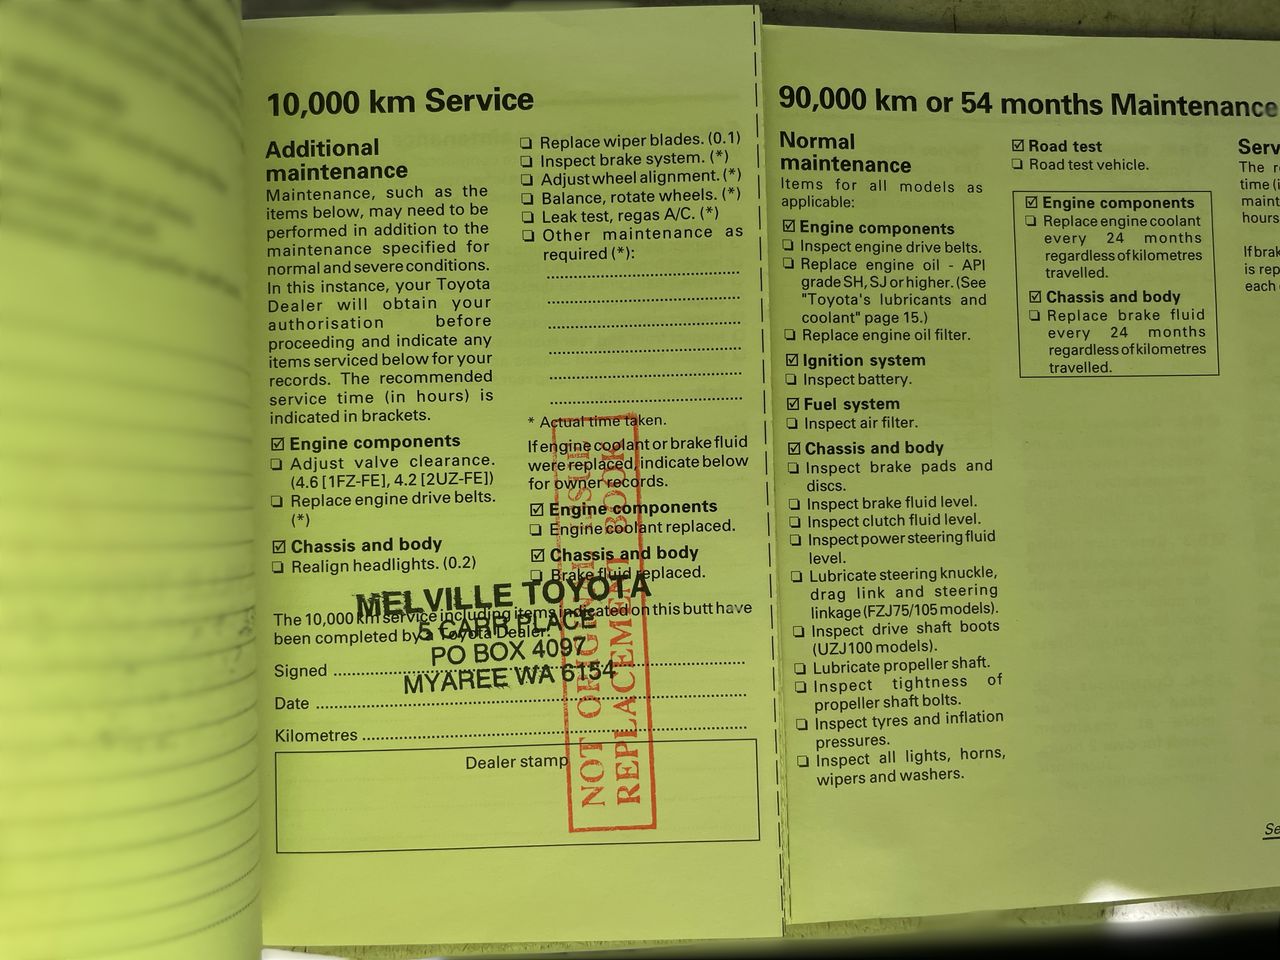 10,000 km Service
Additional
maintenance
Maintenance, such as the
items below, may need to be
performed in addition to the
maintenance specified for
normal and severe conditions.
In this instance, your Toyota
Dealer will obtain your
authorisation before
proceeding and indicate any
items serviced below for your
records. The recommended
service time (in hours) is
indicated in brackets.
☑ Engine components
❑ Adjust valve clearance.
(4.6 [1FZ-FE], 4.2 [2UZ-FE])
❑ Replace engine drive belts.
(*)
☑ Chassis and body
❑ Realign headlights. (0.2)
❑ Replace wiper blades. (0.1)
❑ Inspect brake system. (*)
❑ Adjust wheel alignment. (*)
❑ Balance, rotate wheels. (*)
❑ Leak test, regas A/C. (*)
❑ Other maintenance as
required (*):
* Actual time taken.
If engine coolant or brake fluid
were replaced, indicate below
for owner records.
☑ Engine components
❑ Engine coolant replaced.
☑ Chassis and body
❑ Brake fluid replaced.
The 10,000 km service including items indicated on this butt have
been completed by a Toyota Dealer.
MELVILLE TOYOTA
5 CARR PLACE
PO BOX 4097
MYAREE WA 6154
Signed
Date
Kilometres
Dealer stamp
NOT ORIGINAL ISSUE
REPLACEMENT BOOK
90,000 km or 54 months Maintenance
Normal
maintenance
Items for all models as
applicable:
☑ Engine components
❑ Inspect engine drive belts.
❑ Replace engine oil - API
grade SH, SJ or higher. (See
"Toyota's lubricants and
coolant" page 15.)
❑ Replace engine oil filter.
☑ Ignition system
❑ Inspect battery.
☑ Fuel system
❑ Inspect air filter.
☑ Chassis and body
❑ Inspect brake pads and
discs.
❑ Inspect brake fluid level.
❑ Inspect clutch fluid level.
❑ Inspect power steering fluid
level.
❑ Lubricate steering knuckle,
drag link and steering
linkage (FZJ75/105 models).
❑ Inspect drive shaft boots
(UZJ100 models).
❑ Lubricate propeller shaft.
❑ Inspect tightness of
propeller shaft bolts.
❑ Inspect tyres and inflation
pressures.
❑ Inspect all lights, horns,
wipers and washers.
☑ Road test
❑ Road test vehicle.
☑ Engine components
❑ Replace engine coolant
every 24 months
regardless of kilometres
travelled.
☑ Chassis and body
❑ Replace brake fluid
every 24 months
regardless of kilometres
travelled.
Serv
The re
time (i
maint
hours
If brak
is rep
each
Se